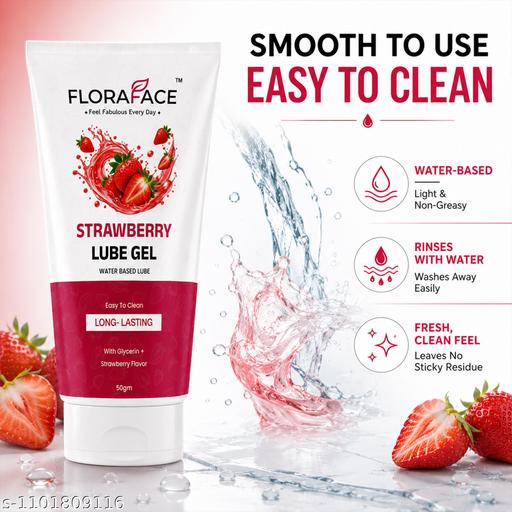 FLORAFACE
TM
• Feel Fabulous Every Day •
STRAWBERRY
LUBE GEL
WATER BASED LUBE
Easy To Clean
LONG- LASTING
With Glycerin +
Strawberry Flavor
50gm
SMOOTH TO USE
EASY TO CLEAN
WATER-BASED
Light &
Non-Greasy
RINSES
WITH WATER
Washes Away
Easily
FRESH,
CLEAN FEEL
Leaves No
Sticky Residue
s-1101809116